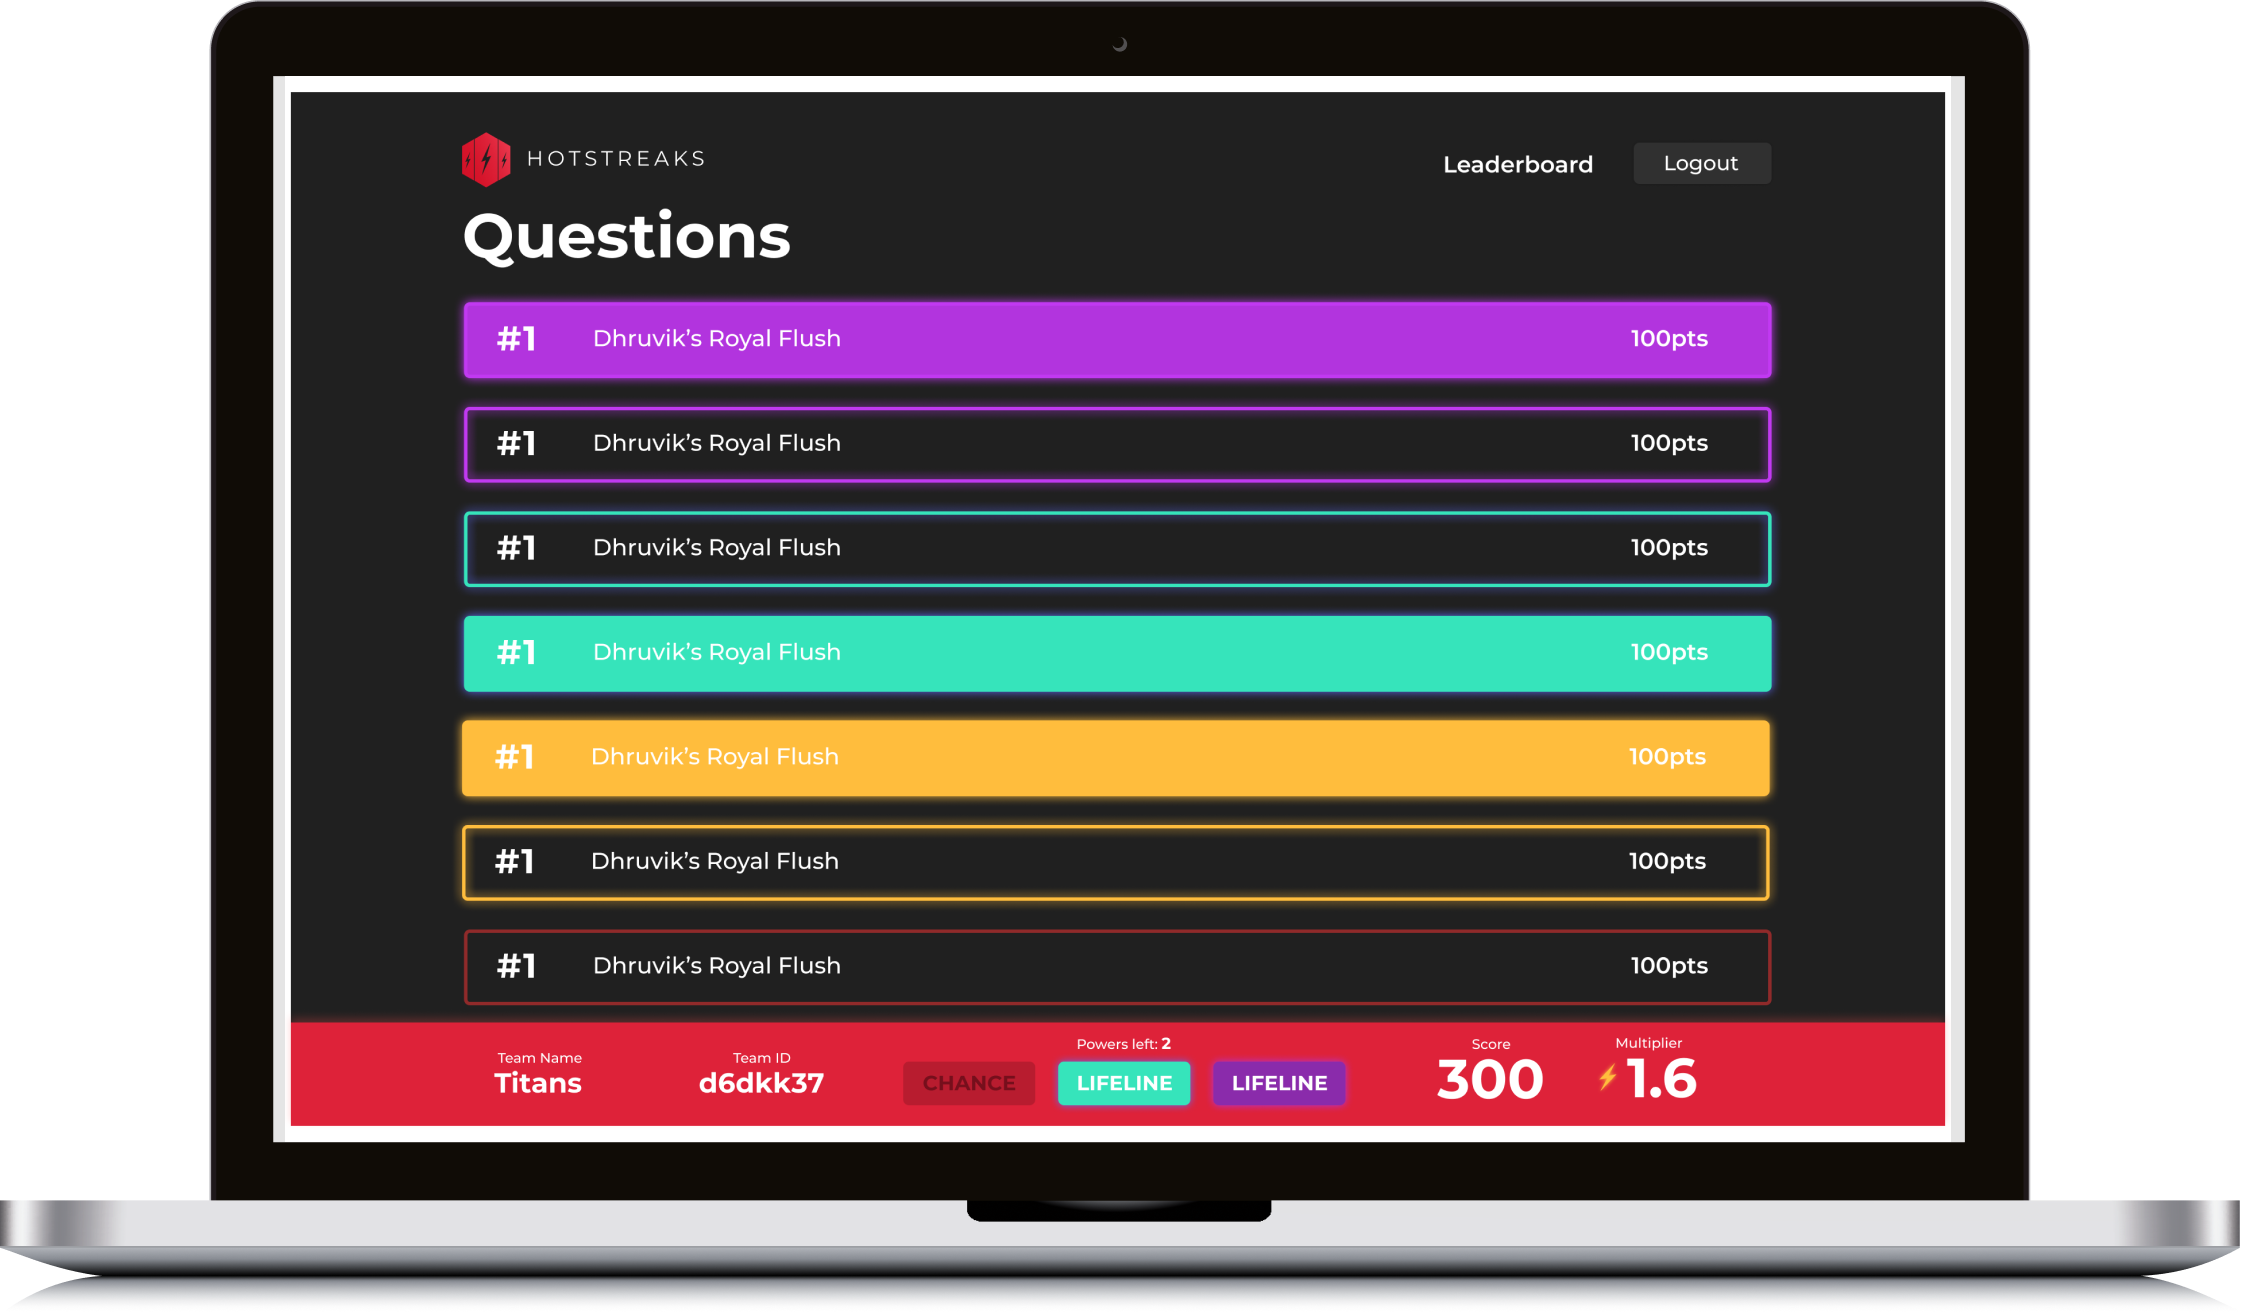 HOTSTREAKS
Leaderboard
Logout
Questions
#1 Dhruvik’s Royal Flush 100pts
#1 Dhruvik’s Royal Flush 100pts
#1 Dhruvik’s Royal Flush 100pts
#1 Dhruvik’s Royal Flush 100pts
#1 Dhruvik’s Royal Flush 100pts
#1 Dhruvik’s Royal Flush 100pts
#1 Dhruvik’s Royal Flush 100pts
Team Name
Titans
Team ID
d6dkk37
Powers left: 2
CHANCE
LIFELINE
LIFELINE
Score
300
Multiplier
1.6